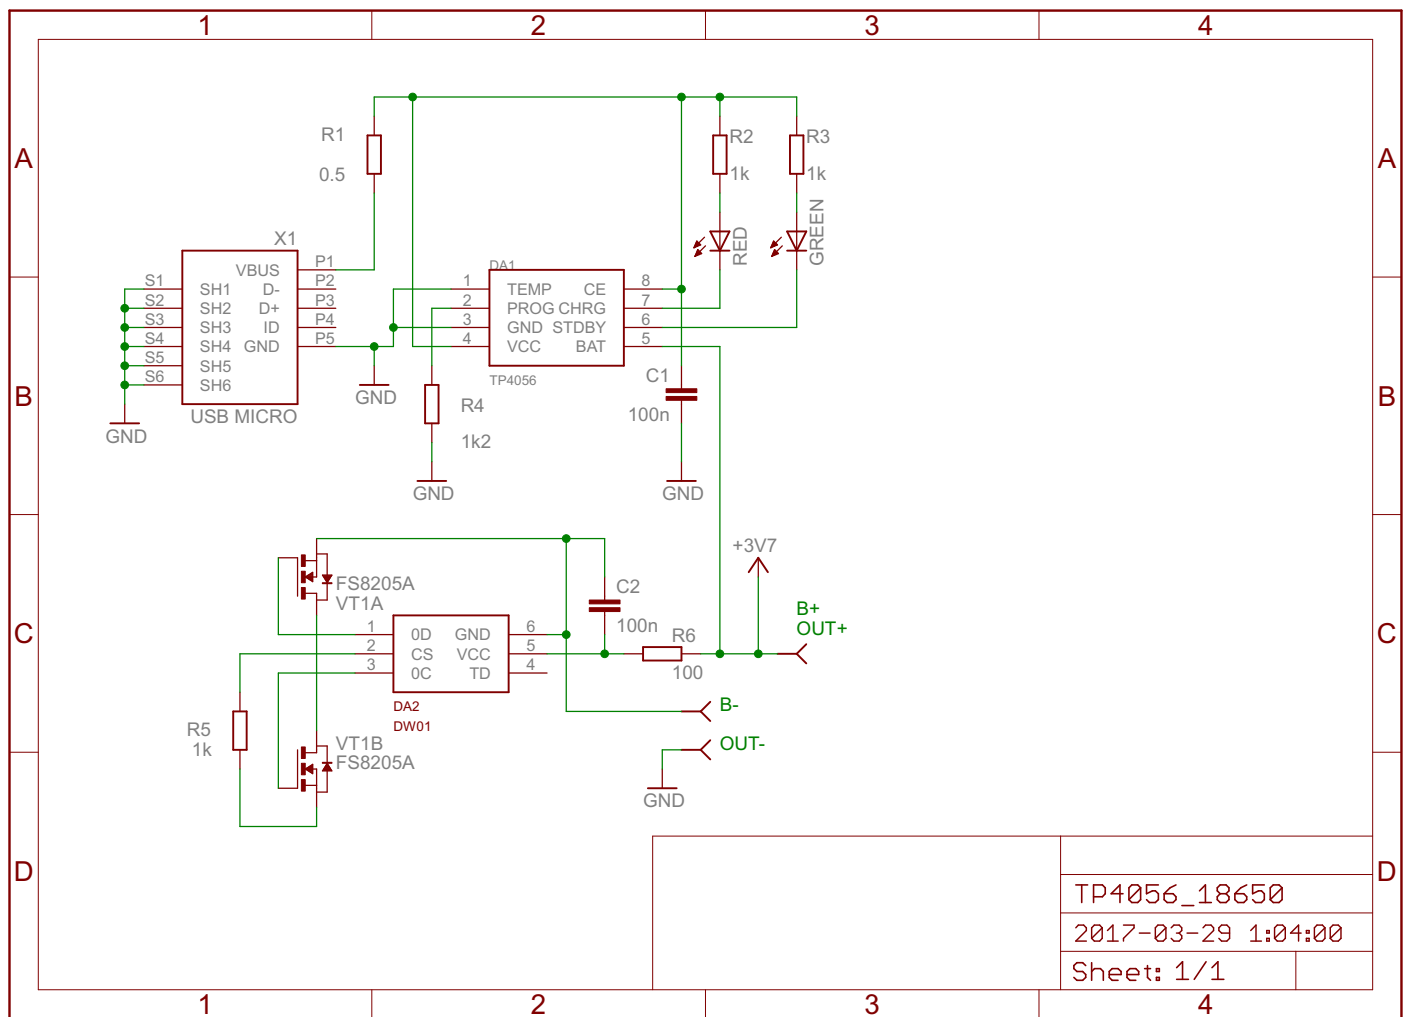 1 2 3 4
A A
R1
0.5
R2
1k
R3
1k
RED
GREEN
X1
VBUS P1
S1 SH1 D- P2
S2 SH2 D+ P3
S3 SH3 ID P4
S4 SH4 GND P5
S5 SH5
S6 SH6
USB MICRO
GND
GND
DA1
1 TEMP CE 8
2 PROG CHRG 7
3 GND STDBY 6
4 VCC BAT 5
TP4056
R4
1k2
GND
C1
100n
GND
B B
+3V7
FS8205A
VT1A
C2
100n
B+
OUT+
C C
1 0D GND 6
2 CS VCC 5
3 0C TD 4
DA2
DW01
R6
100
B-
OUT-
GND
R5
1k
VT1B
FS8205A
D D
TP4056_18650
2017-03-29 1:04:00
Sheet: 1/1
1 2 3 4